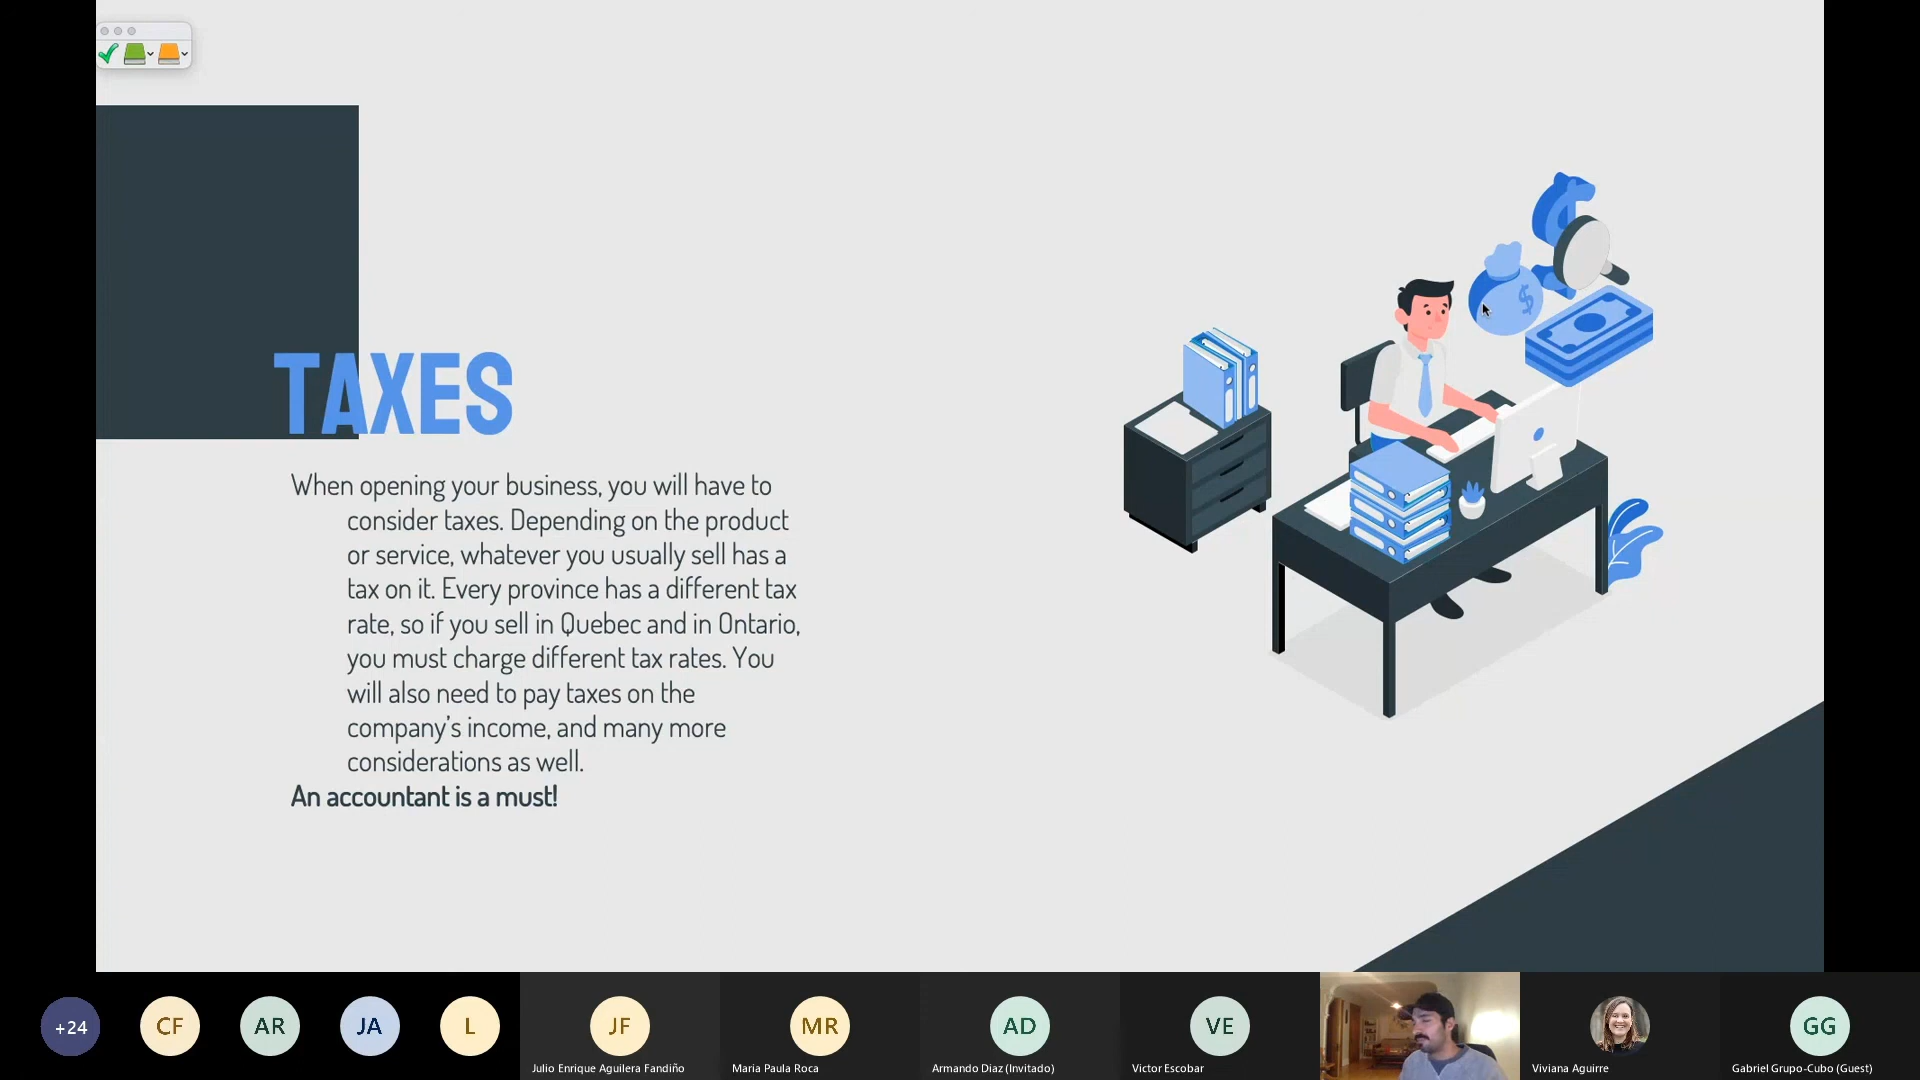 TAXES
When opening your business, you will have to
consider taxes. Depending on the product
or service, whatever you usually sell has a
tax on it. Every province has a different tax
rate, so if you sell in Quebec and in Ontario,
you must charge different tax rates. You
will also need to pay taxes on the
company's income, and many more
considerations as well.
An accountant is a must!
$
+24
CF
AR
JA
L
JF
MR
AD
VE
GG
Julio Enrique Aguilera Fandiño
Maria Paula Roca
Armando Diaz (Invitado)
Victor Escobar
Viviana Aguirre
Gabriel Grupo-Cubo (Guest)